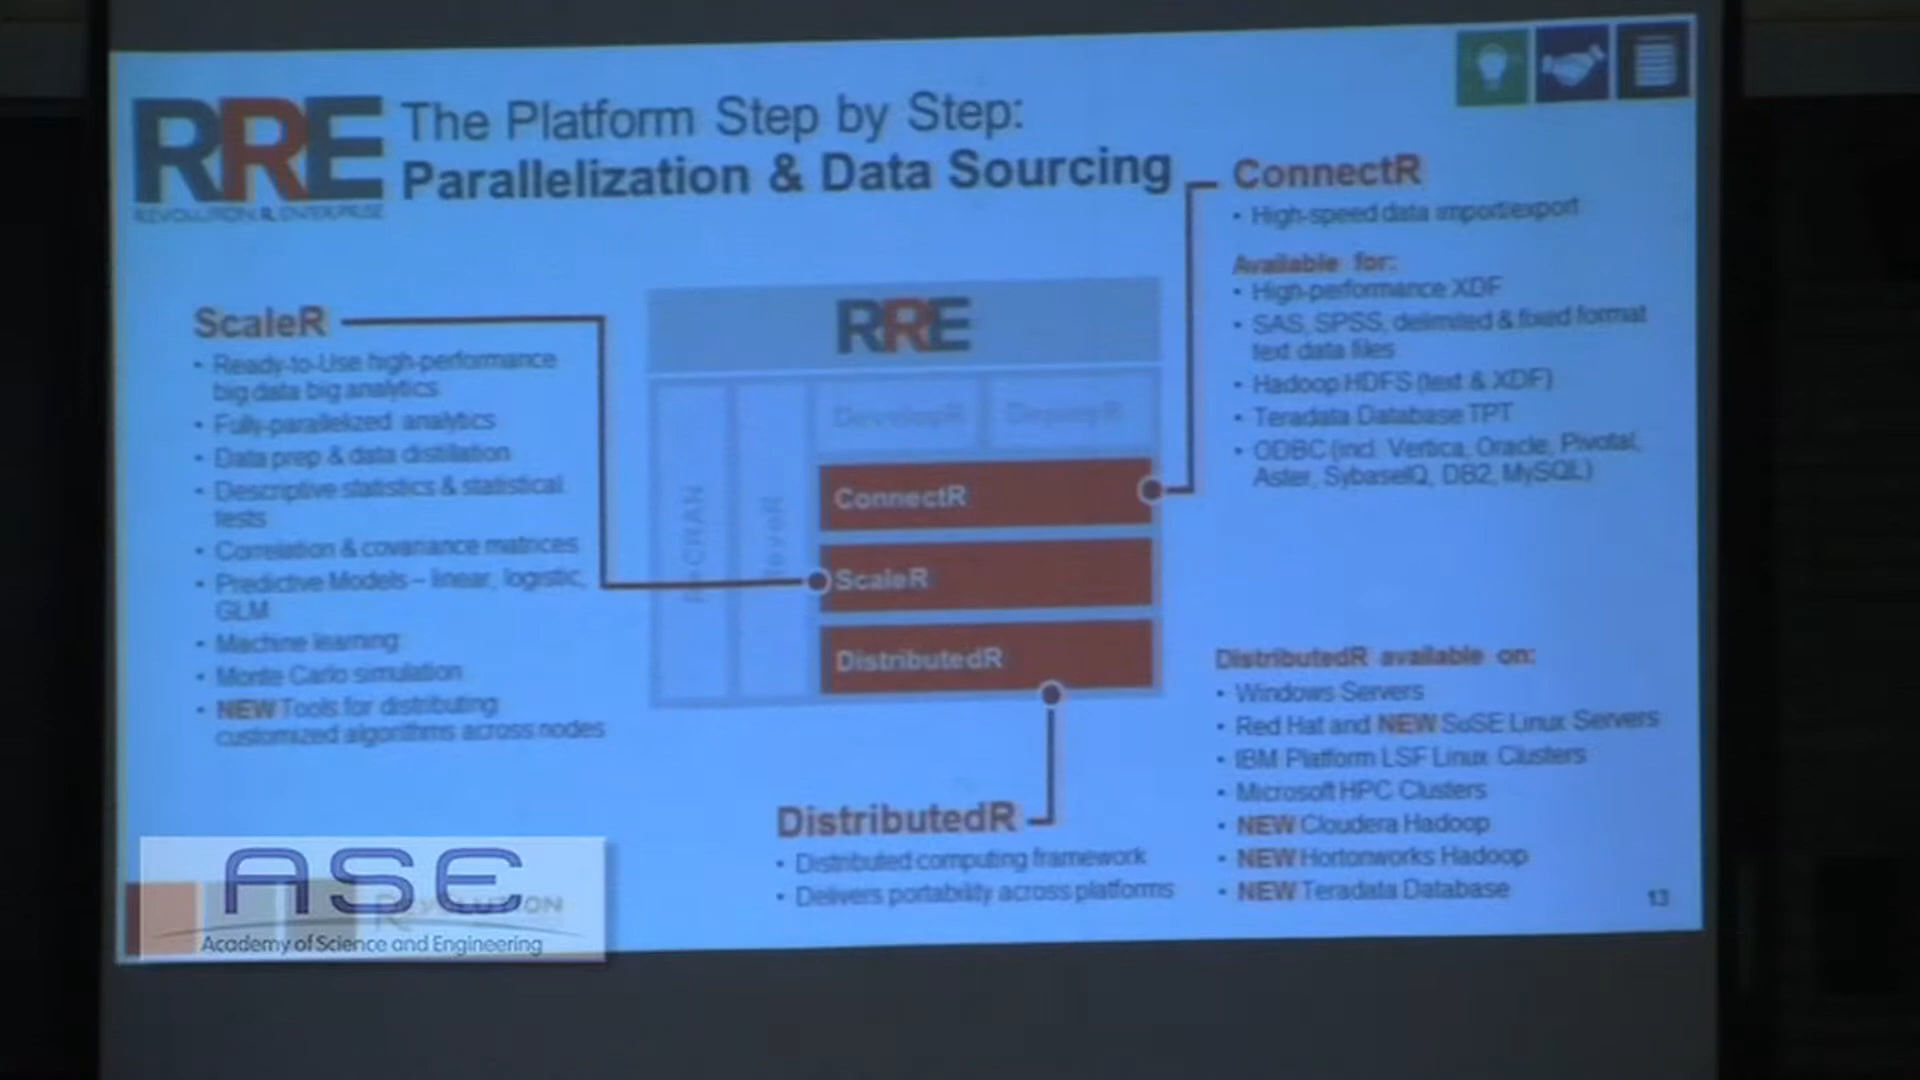 RRE
REVOLUTION R ENTERPRISE
The Platform Step by Step:
Parallelization & Data Sourcing
ScaleR
• Ready-to-Use high-performance
big data big analytics
• Fully-parallelized analytics
• Data prep & data distillation
• Descriptive statistics & statistical
tests
• Correlation & covariance matrices
• Predictive Models – linear, logistic,
GLM
• Machine learning
• Monte Carlo simulation
• NEW Tools for distributing
customized algorithms across nodes
RRE
DevelopR
DeployR
ConnectR
ScaleR
DistributedR
DistributedR
• Distributed computing framework
• Delivers portability across platforms
ConnectR
• High-speed data import/export
Available for:
• High-performance XDF
• SAS, SPSS, delimited & fixed format
text data files
• Hadoop HDFS (text & XDF)
• Teradata Database TPT
• ODBC (incl. Vertica, Oracle, Pivotal,
Aster, SybaseIQ, DB2, MySQL)
DistributedR available on:
• Windows Servers
• Red Hat and NEW SuSE Linux Servers
• IBM Platform LSF Linux Clusters
• Microsoft HPC Clusters
• NEW Cloudera Hadoop
• NEW Hortonworks Hadoop
• NEW Teradata Database
13
ASE
REVOLUTION
Academy of Science and Engineering